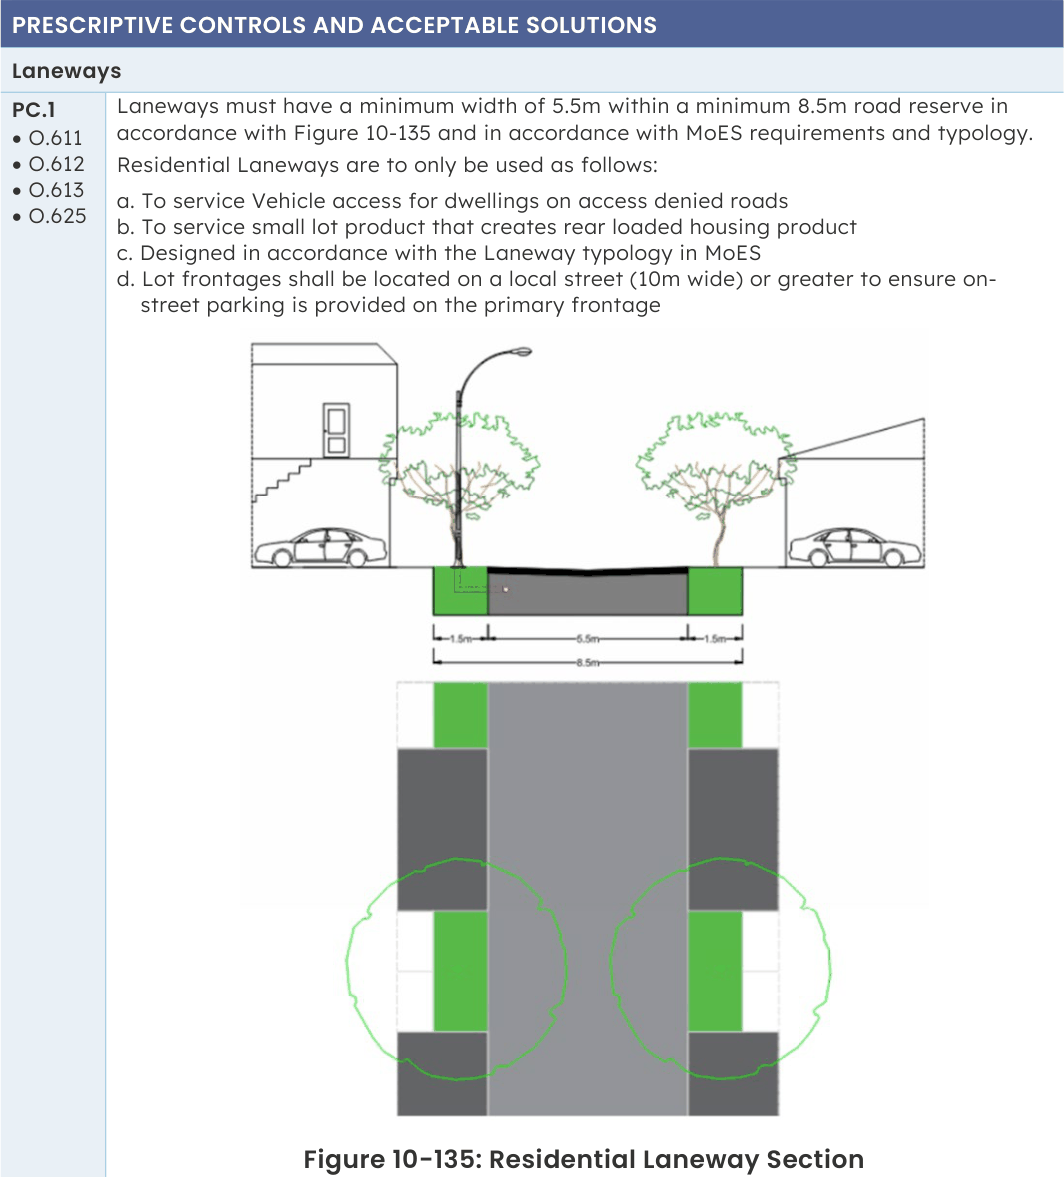 PRESCRIPTIVE CONTROLS AND ACCEPTABLE SOLUTIONS
Laneways
PC.1
• O.611
• O.612
• O.613
• O.625
Laneways must have a minimum width of 5.5m within a minimum 8.5m road reserve in
accordance with Figure 10-135 and in accordance with MoES requirements and typology.
Residential Laneways are to only be used as follows:
a. To service Vehicle access for dwellings on access denied roads
b. To service small lot product that creates rear loaded housing product
c. Designed in accordance with the Laneway typology in MoES
d. Lot frontages shall be located on a local street (10m wide) or greater to ensure on-
street parking is provided on the primary frontage
1.5m 5.5m 1.5m
8.5m
Figure 10-135: Residential Laneway Section